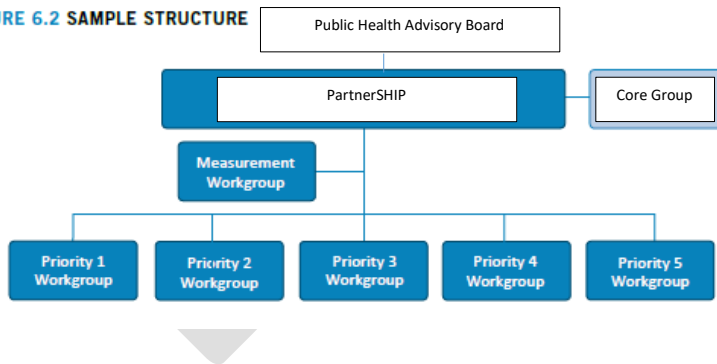 RE 6.2 SAMPLE STRUCTURE
Public Health Advisory Board
PartnerSHIP
Core Group
Measurement
Workgroup
Priority 1
Workgroup
Priority 2
Workgroup
Priority 3
Workgroup
Priority 4
Workgroup
Priority 5
Workgroup